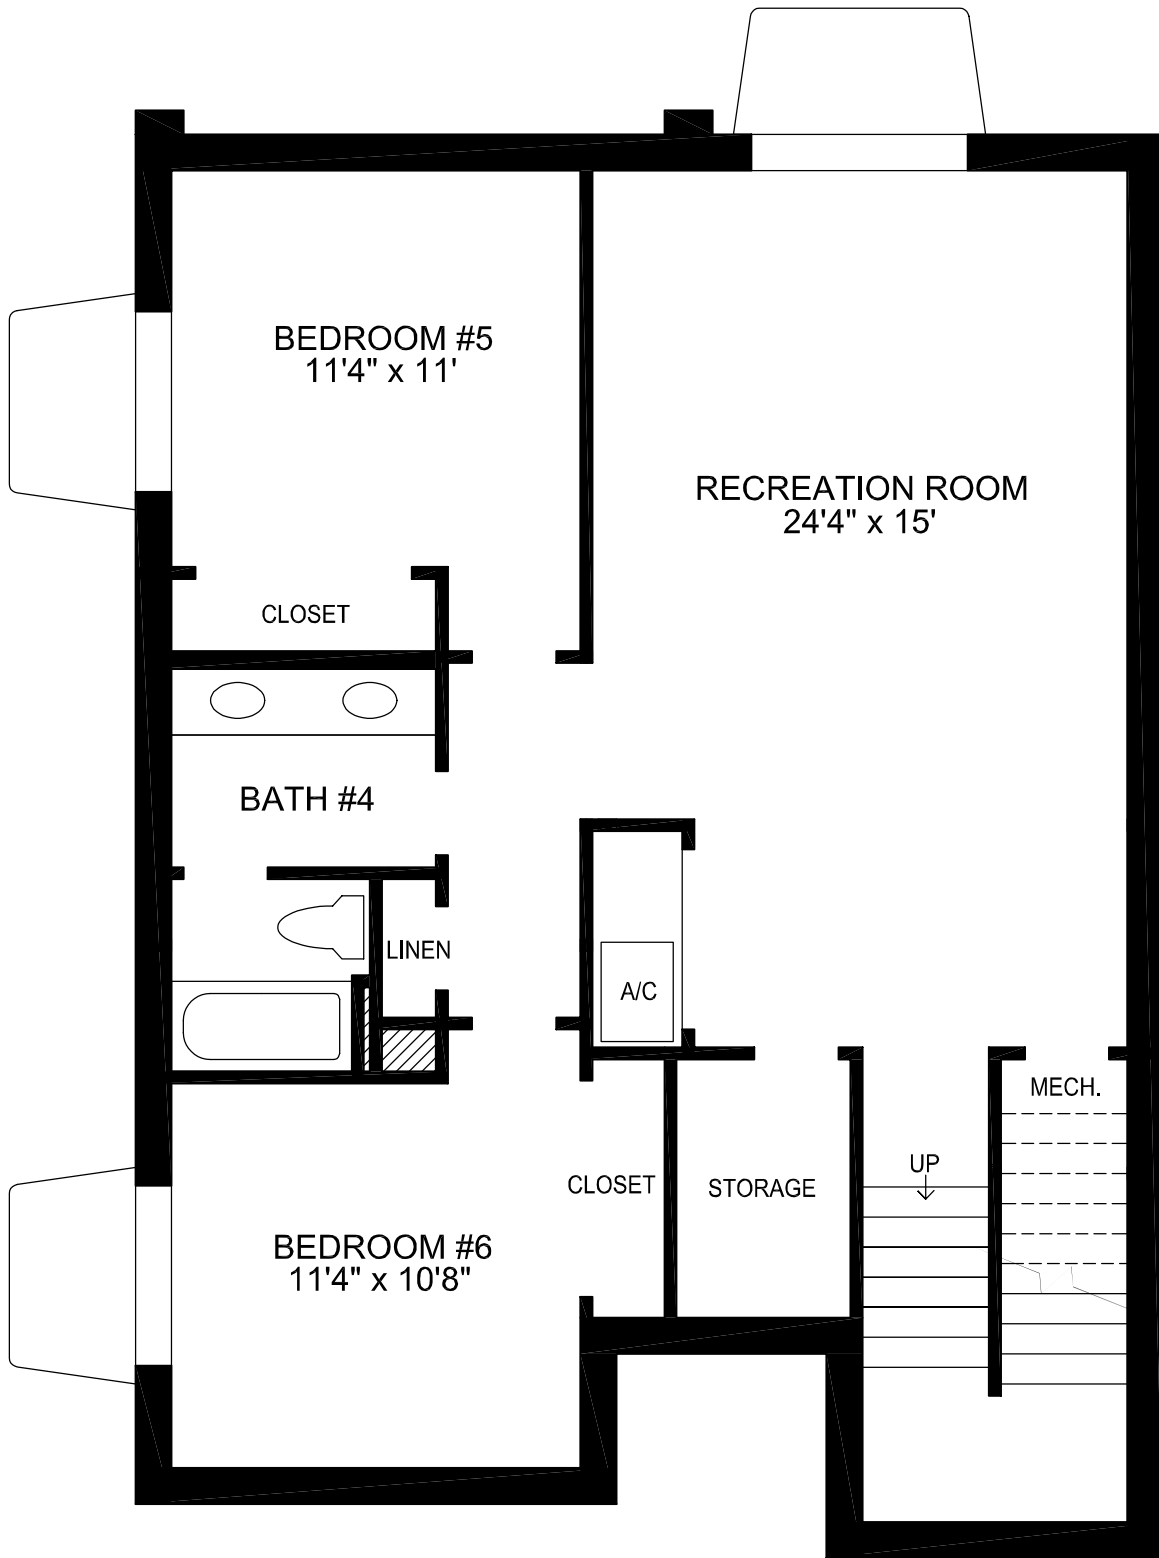 BEDROOM #5
11'4" x 11'
RECREATION ROOM
24'4" x 15'
CLOSET
BATH #4
LINEN
A/C
MECH.
UP
CLOSET
STORAGE
BEDROOM #6
11'4" x 10'8"